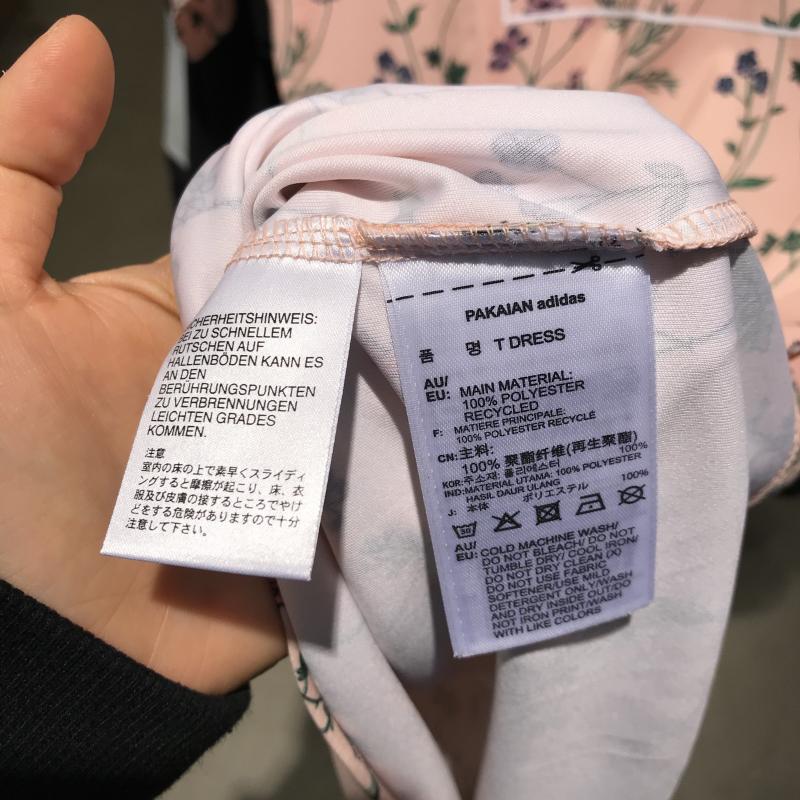 SICHERHEITSHINWEIS:
BEI ZU SCHNELLEM
RUTSCHEN AUF
HALLENBÖDEN KANN ES
AN DEN
BERÜHRUNGSPUNKTEN
ZU VERBRENNUNGEN
LEICHTEN GRADES
KOMMEN.
注意
室内の床の上で素早くスライディ
ングすると摩擦が起こり、床、衣
服及び皮膚の接するところでやけ
どをする危険がありますので十分
注意して下さい。
PAKAIAN adidas
품 명 T DRESS
AU/
EU: MAIN MATERIAL:
100% POLYESTER
RECYCLED
F: MATIERE PRINCIPALE:
100% POLYESTER RECYCLÉ
CN: 主料:
100% 聚酯纤维(再生聚酯)
KOR: 주소재: 폴리에스터 100%
IND: MATERIAL UTAMA: 100% POLYESTER
HASIL DAUR ULANG
J: 本体 ポリエステル 100%
AU/
EU: COLD MACHINE WASH/
DO NOT BLEACH/ DO NOT
TUMBLE DRY/ COOL IRON/
DO NOT DRY CLEAN (X)
DO NOT USE FABRIC
SOFTENER/USE MILD
DETERGENT ONLY/WASH
AND DRY INSIDE OUT/DO
NOT IRON PRINT/WASH
WITH LIKE COLORS